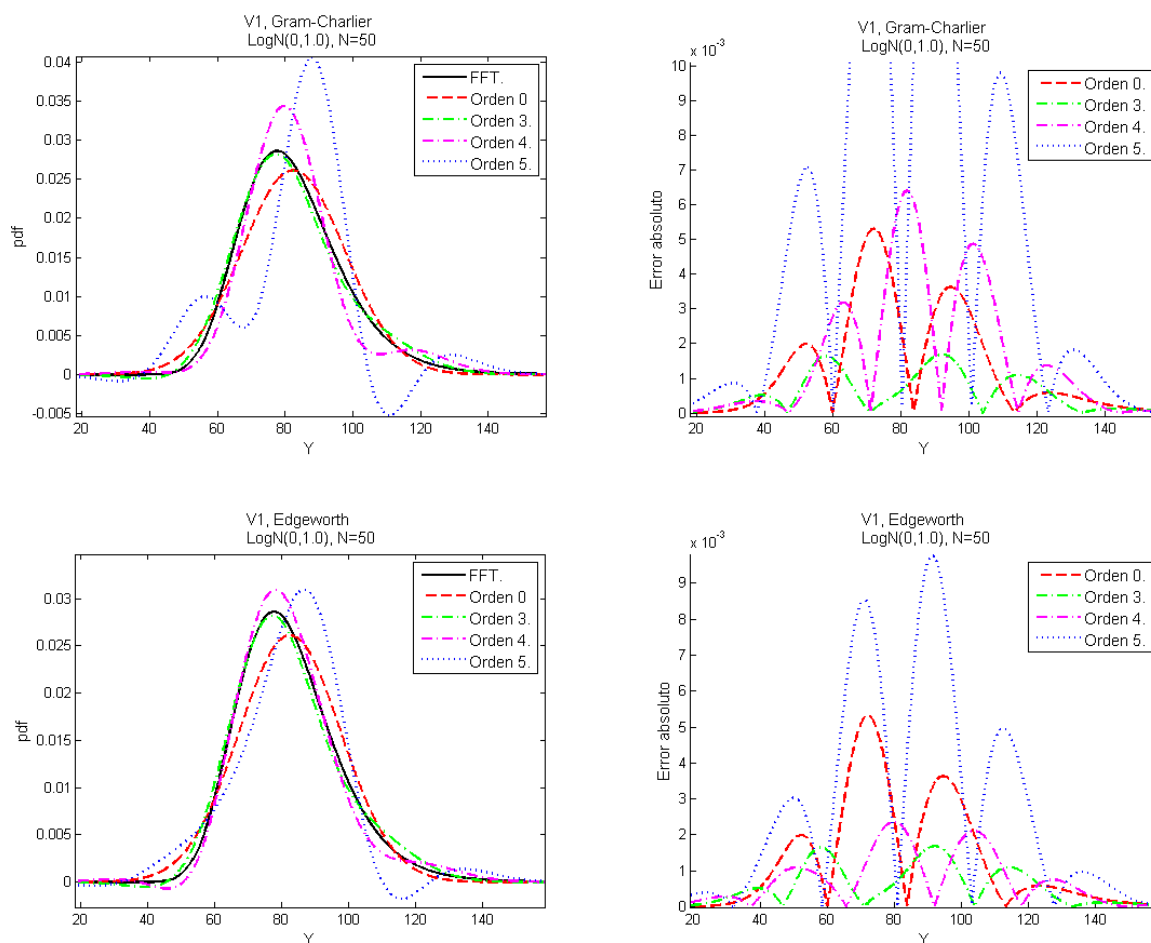 V1, Gram-Charlier
LogN(0,1.0), N=50
0.04
0.035
0.03
0.025
0.02
0.015
0.01
0.005
0
-0.005
pdf
20 40 60 80 100 120 140
Y
FFT.
Orden 0
Orden 3.
Orden 4.
Orden 5.
V1, Gram-Charlier
LogN(0,1.0), N=50
x 10⁻³
10
9
8
7
6
5
4
3
2
1
0
Error absoluto
20 40 60 80 100 120 140
Y
Orden 0.
Orden 3.
Orden 4.
Orden 5.
V1, Edgeworth
LogN(0,1.0), N=50
0.03
0.025
0.02
0.015
0.01
0.005
0
pdf
20 40 60 80 100 120 140
Y
FFT.
Orden 0
Orden 3.
Orden 4.
Orden 5.
V1, Edgeworth
LogN(0,1.0), N=50
x 10⁻³
9
8
7
6
5
4
3
2
1
0
Error absoluto
20 40 60 80 100 120 140
Y
Orden 0.
Orden 3.
Orden 4.
Orden 5.